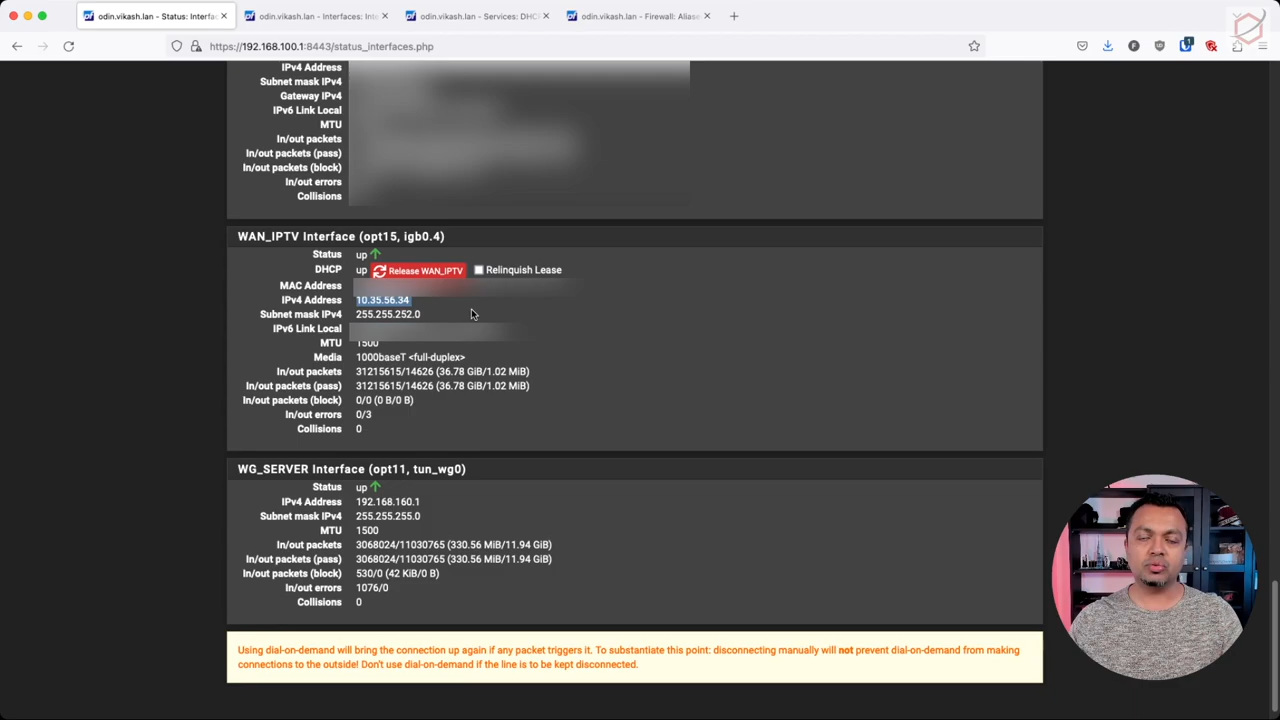 odin.vikash.lan - Status: Interfac
odin.vikash.lan - Interfaces: Int
odin.vikash.lan - Services: DHC
odin.vikash.lan - Firewall: Aliase
https://192.168.100.1:8443/status_interfaces.php
IPv4 Address
Subnet mask IPv4
Gateway IPv4
IPv6 Link Local
MTU
In/out packets
In/out packets (pass)
In/out packets (block)
In/out errors
Collisions
WAN_IPTV Interface (opt15, igb0.4)
Status up
DHCP up Release WAN_IPTV Relinquish Lease
MAC Address
IPv4 Address 10.35.56.34
Subnet mask IPv4 255.255.252.0
IPv6 Link Local
MTU 1500
Media 1000baseT <full-duplex>
In/out packets 31215615/14626 (36.78 GiB/1.02 MiB)
In/out packets (pass) 31215615/14626 (36.78 GiB/1.02 MiB)
In/out packets (block) 0/0 (0 B/0 B)
In/out errors 0/3
Collisions 0
WG_SERVER Interface (opt11, tun_wg0)
Status up
IPv4 Address 192.168.160.1
Subnet mask IPv4 255.255.255.0
MTU 1500
In/out packets 3068024/11030765 (330.56 MiB/11.94 GiB)
In/out packets (pass) 3068024/11030765 (330.56 MiB/11.94 GiB)
In/out packets (block) 530/0 (42 KiB/0 B)
In/out errors 1076/0
Collisions 0
Using dial-on-demand will bring the connection up again if any packet triggers it. To substantiate this point: disconnecting manually will not prevent dial-on-demand from making
connections to the outside! Don't use dial-on-demand if the line is to be kept disconnected.